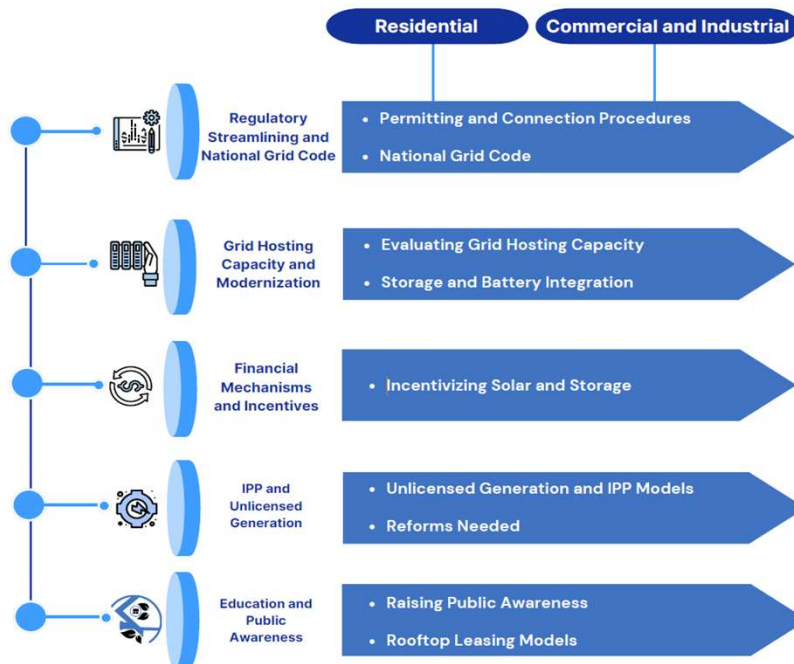 Residential
Commercial and Industrial
Regulatory
Streamlining and
National Grid Code
• Permitting and Connection Procedures
• National Grid Code
Grid Hosting
Capacity and
Modernization
• Evaluating Grid Hosting Capacity
• Storage and Battery Integration
Financial
Mechanisms
and Incentives
• Incentivizing Solar and Storage
IPP and
Unlicensed
Generation
• Unlicensed Generation and IPP Models
• Reforms Needed
Education and
Public
Awareness
• Raising Public Awareness
• Rooftop Leasing Models